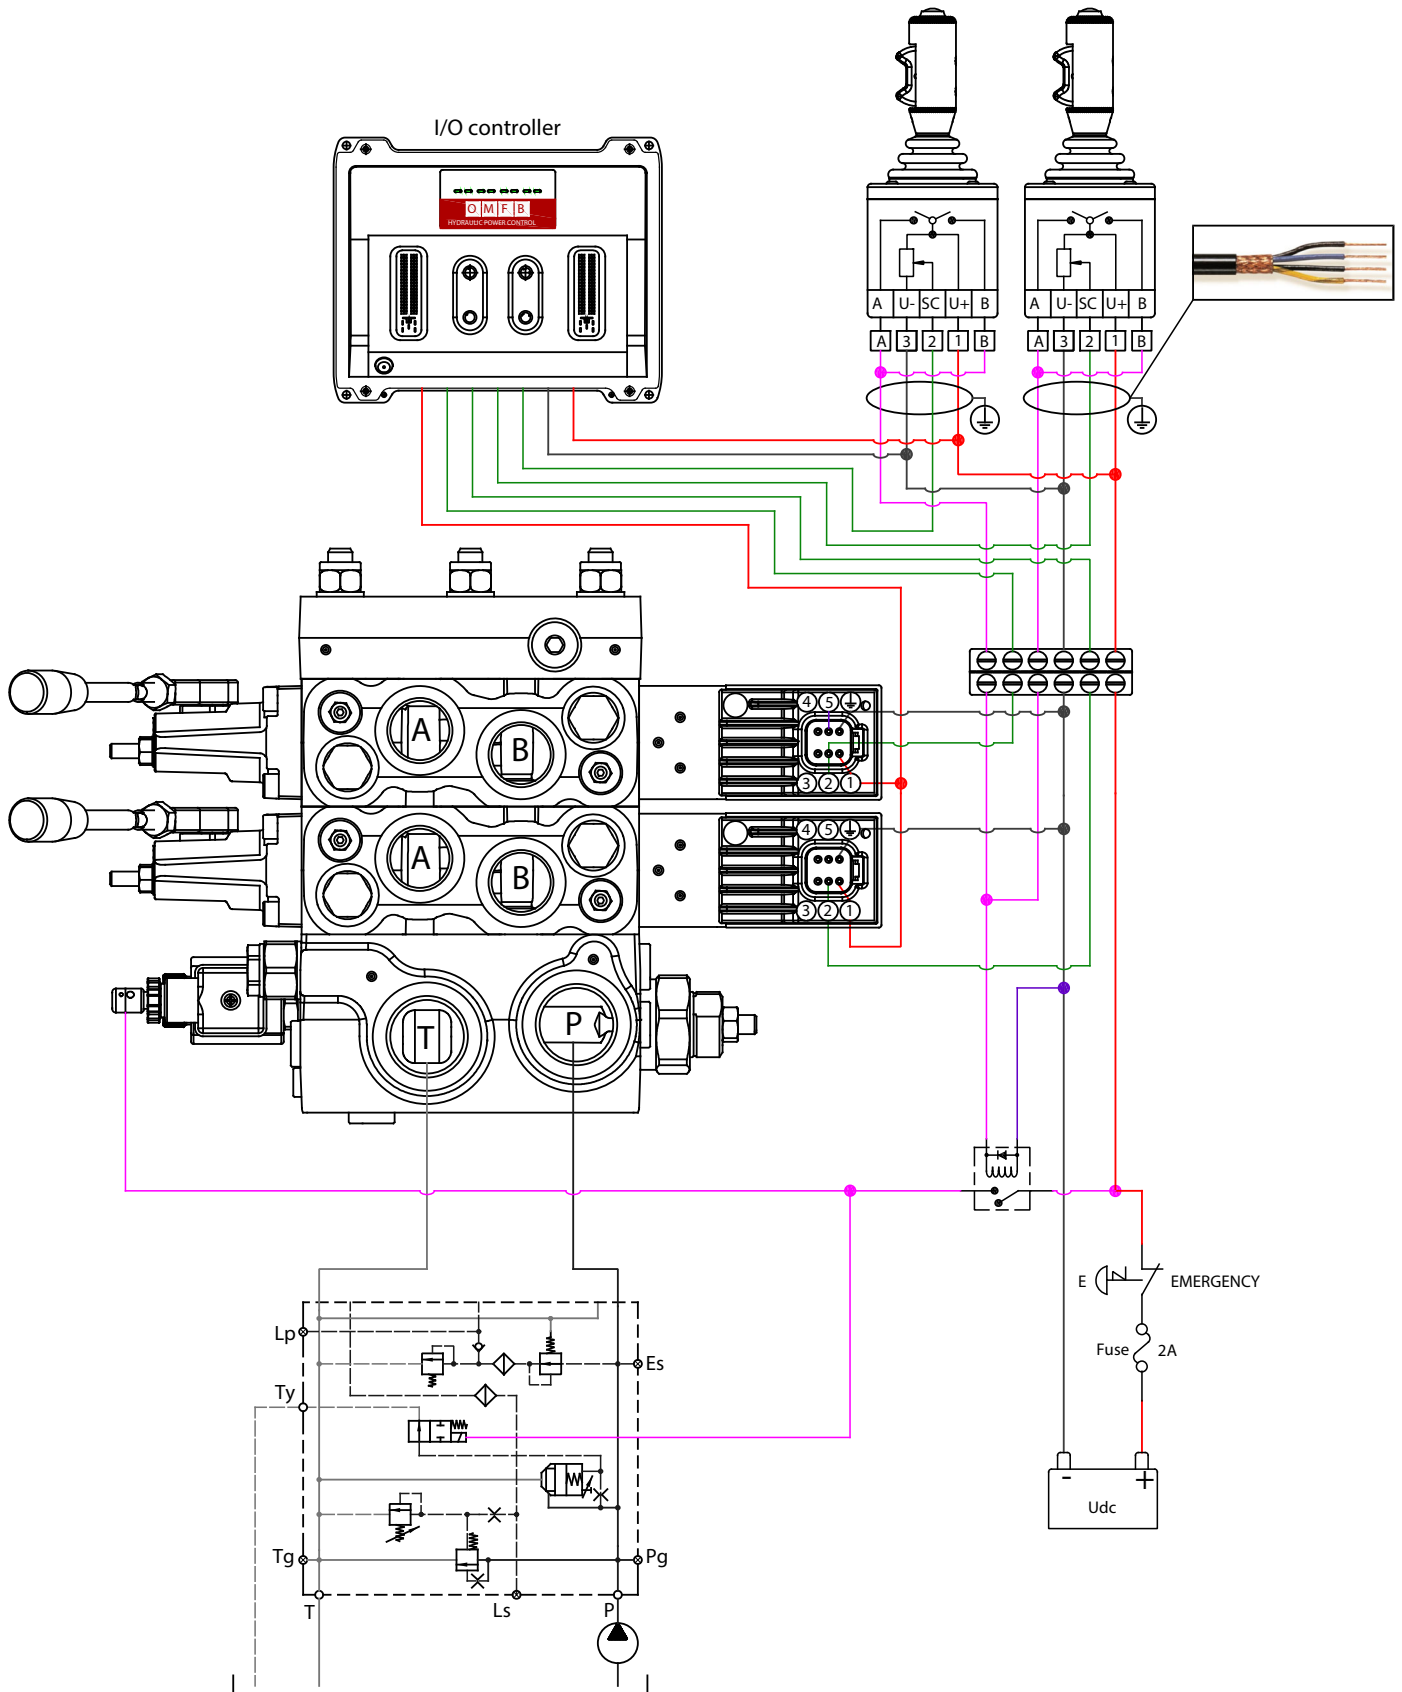 I/O controller
O M F B
HYDRAULIC POWER CONTROL
A U- SC U+ B
A U- SC U+ B
A 3 2 1 B
A 3 2 1 B
4 5
A
B
3 2 1
4 5
A
B
3 2 1
T
P
E
EMERGENCY
Fuse
2A
Lp
Es
Ty
- +
Udc
Tg
Pg
T
Ls
P